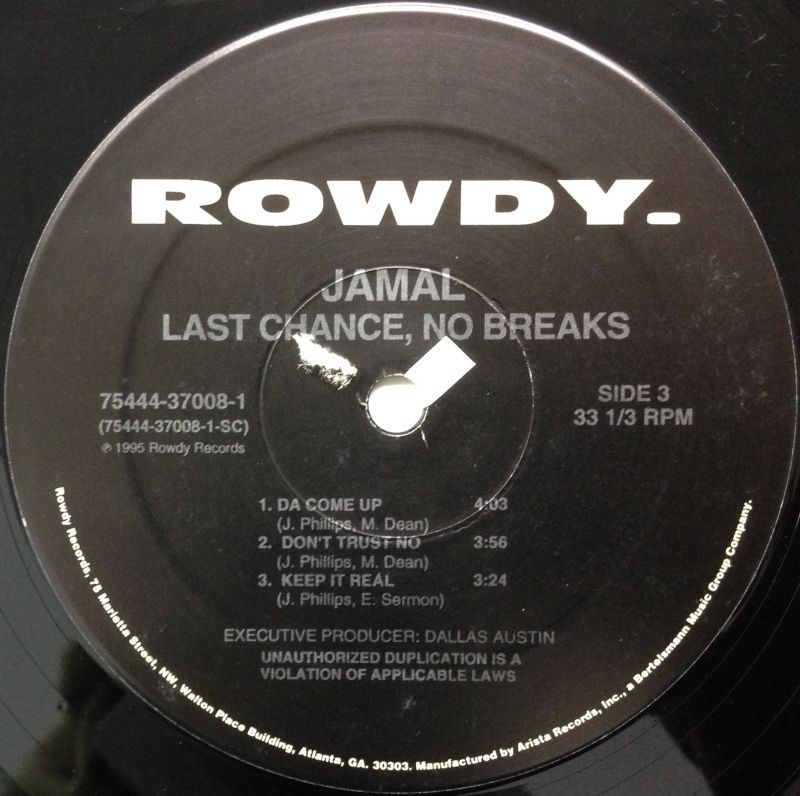 ROWDY.
JAMAL
LAST CHANCE, NO BREAKS
75444-37008-1
(75444-37008-1-SC)
℗ 1995 Rowdy Records
SIDE 3
33 1/3 RPM
1. DA COME UP 4:03
(J. Phillips, M. Dean)
2. DON'T TRUST NO 3:56
(J. Phillips, M. Dean)
3. KEEP IT REAL 3:24
(J. Phillips, E. Sermon)
EXECUTIVE PRODUCER: DALLAS AUSTIN
UNAUTHORIZED DUPLICATION IS A
VIOLATION OF APPLICABLE LAWS
Rowdy Records, 75 Marietta Street, NW, Walton Place Building, Atlanta, GA. 30303. Manufactured by Arista Records, Inc., a Bertelsmann Music Group Company.